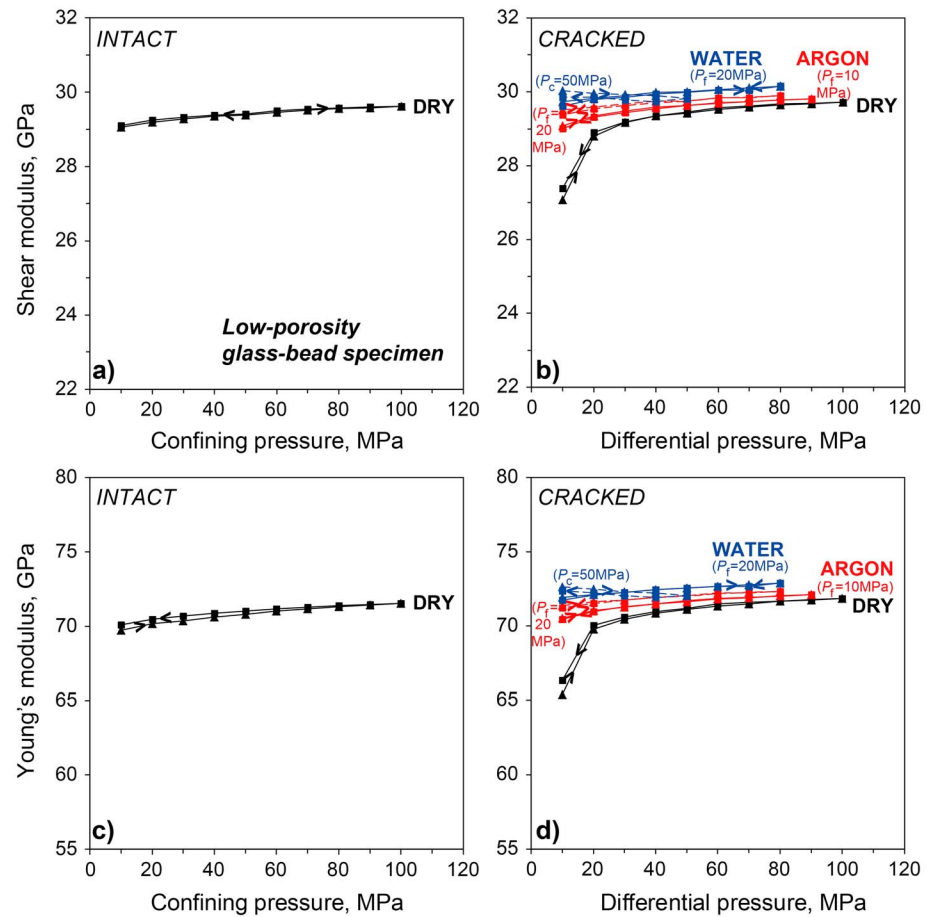 32
30
28
26
24
22
Shear modulus, GPa
INTACT
DRY
Low-porosity
glass-bead specimen
a)
0 20 40 60 80 100 120
Confining pressure, MPa
32
30
28
26
24
22
CRACKED
WATER
(Pf=20MPa)
ARGON
(Pf=10
MPa)
(Pc=50MPa)
(Pf=
20
MPa)
DRY
b)
0 20 40 60 80 100 120
Differential pressure, MPa
80
75
70
65
60
55
Young's modulus, GPa
INTACT
DRY
c)
0 20 40 60 80 100 120
Confining pressure, MPa
80
75
70
65
60
55
CRACKED
WATER
(Pf=20MPa)
ARGON
(Pf=10MPa)
(Pc=50MPa)
(Pf=
20
MPa)
DRY
d)
0 20 40 60 80 100 120
Differential pressure, MPa